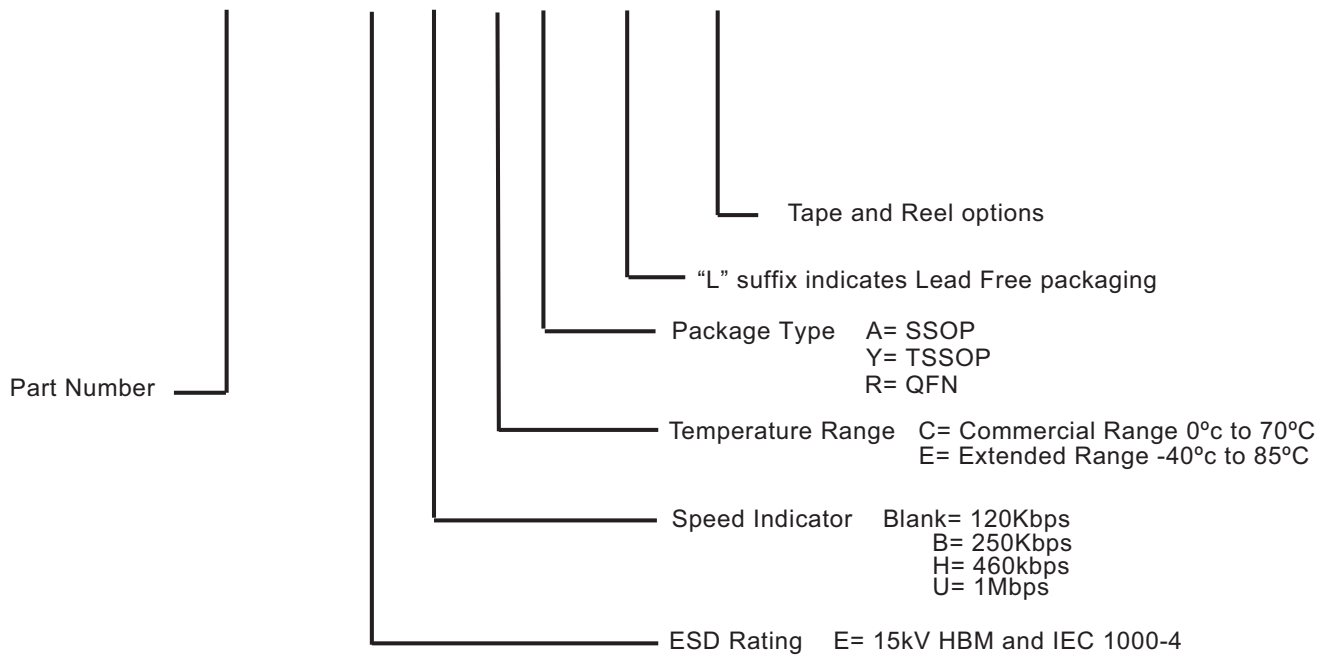 Tape and Reel options
“L” suffix indicates Lead Free packaging
Package Type A= SSOP
Y= TSSOP
R= QFN
Part Number
Temperature Range C= Commercial Range 0ºc to 70ºC
E= Extended Range -40ºc to 85ºC
Speed Indicator Blank= 120Kbps
B= 250Kbps
H= 460kbps
U= 1Mbps
ESD Rating E= 15kV HBM and IEC 1000-4